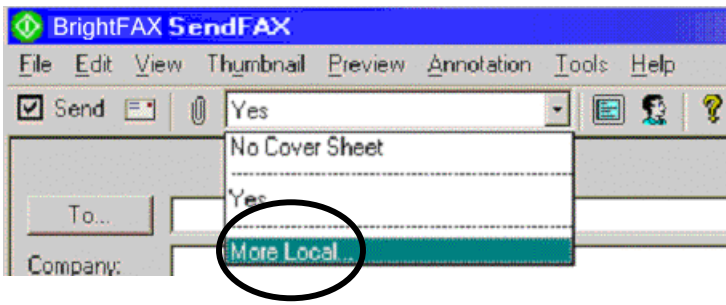 BrightFAX SendFAX
File Edit View Thumbnail Preview Annotation Tools Help
Send Yes
No Cover Sheet
Yes
To...
More Local...
Company: